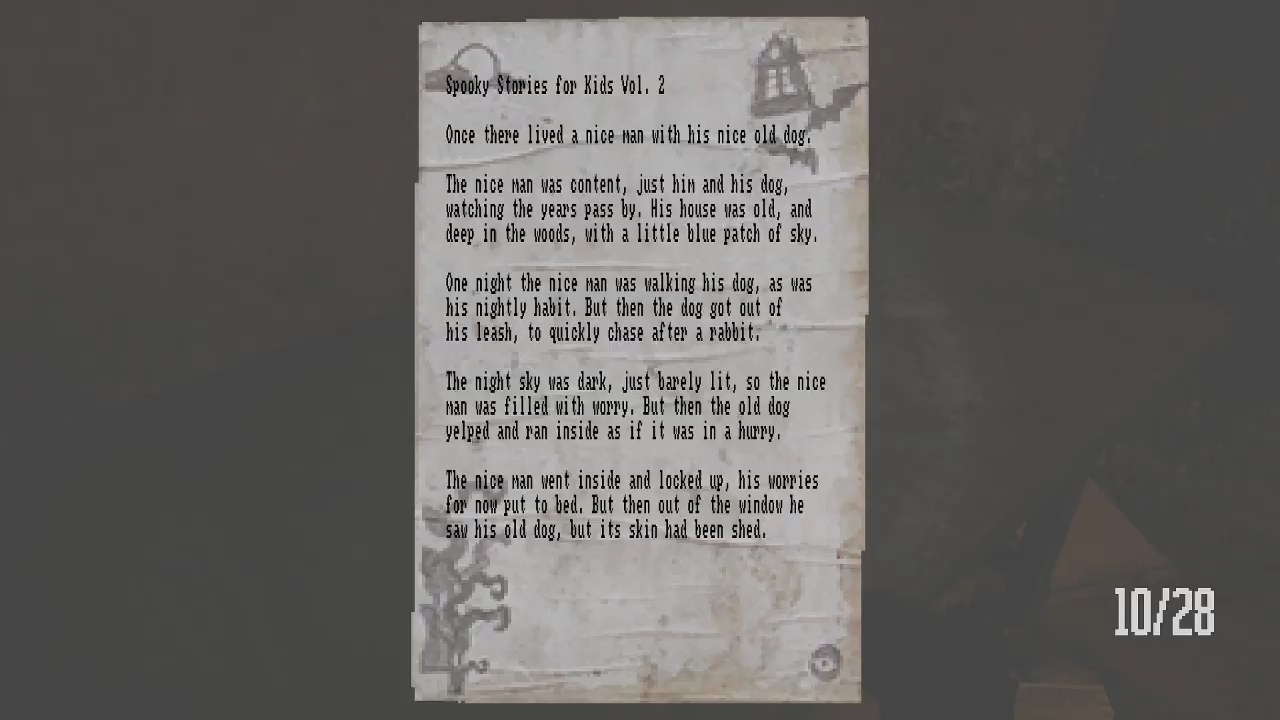 Spooky Stories for Kids Vol. 2
Once there lived a nice man with his nice old dog.
The nice man was content, just him and his dog,
watching the years pass by. His house was old, and
deep in the woods, with a little blue patch of sky.
One night the nice man was walking his dog, as was
his nightly habit. But then the dog got out of
his leash, to quickly chase after a rabbit.
The night sky was dark, just barely lit, so the nice
man was filled with worry. But then the old dog
yelped and ran inside as if it was in a hurry.
The nice man went inside and locked up, his worries
for now put to bed. But then out of the window he
saw his old dog, but its skin had been shed.
10/28